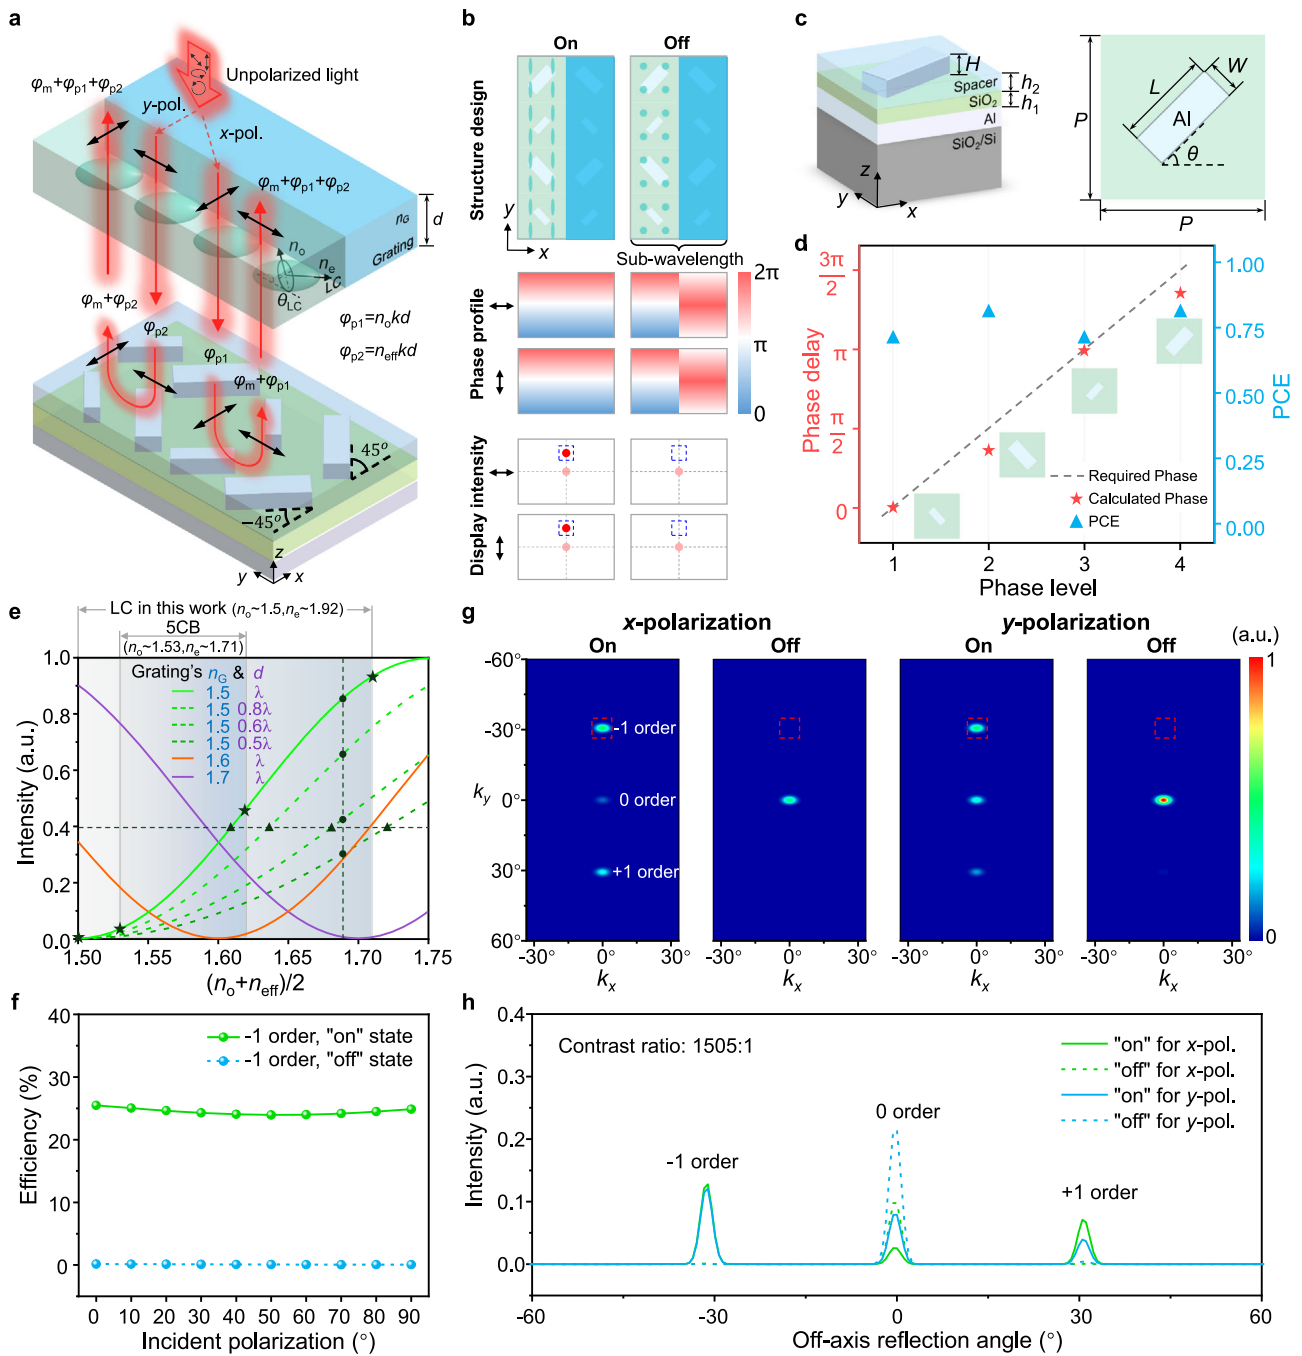 a
Unpolarized light
φm+φp1+φp2
y-pol.
x-pol.
φm+φp1+φp2
nG
d
Grating
no
ne
LC
θLC
φm+φp2
φp2
φp1
φm+φp1
φp1=nokd
φp2=neffkd
45°
−45°
z
y
x
b
On
Off
Structure design
y
x
Sub-wavelength
Phase profile
2π
π
0
Display intensity
c
H
Spacer
h2
SiO2
h1
Al
SiO2/Si
z
y
x
P
L
W
Al
θ
P
d
Phase delay
3π
2
π
π
2
0
1.00
0.75
0.50
0.25
0.00
PCE
Required Phase
Calculated Phase
PCE
1
2
3
4
Phase level
e
LC in this work (no~1.5,ne~1.92)
5CB
(no~1.53,ne~1.71)
Grating's nG & d
1.5 λ
1.5 0.8λ
1.5 0.6λ
1.5 0.5λ
1.6 λ
1.7 λ
Intensity (a.u.)
1.0
0.8
0.6
0.4
0.2
0.0
1.50 1.55 1.60 1.65 1.70 1.75
(no+neff)/2
g
x-polarization
y-polarization
(a.u.)
On
Off
On
Off
1
0
-60°
-30°
0°
30°
60°
ky
-1 order
0 order
+1 order
-30° 0° 30°
-30° 0° 30°
-30° 0° 30°
-30° 0° 30°
kx
kx
kx
kx
f
Efficiency (%)
40
30
20
10
0
-1 order, "on" state
-1 order, "off" state
0 10 20 30 40 50 60 70 80 90
Incident polarization (°)
h
Intensity (a.u.)
0.4
0.3
0.2
0.1
0.0
Contrast ratio: 1505:1
"on" for x-pol.
"off" for x-pol.
"on" for y-pol.
"off" for y-pol.
-1 order
0 order
+1 order
-60 -30 0 30 60
Off-axis reflection angle (°)